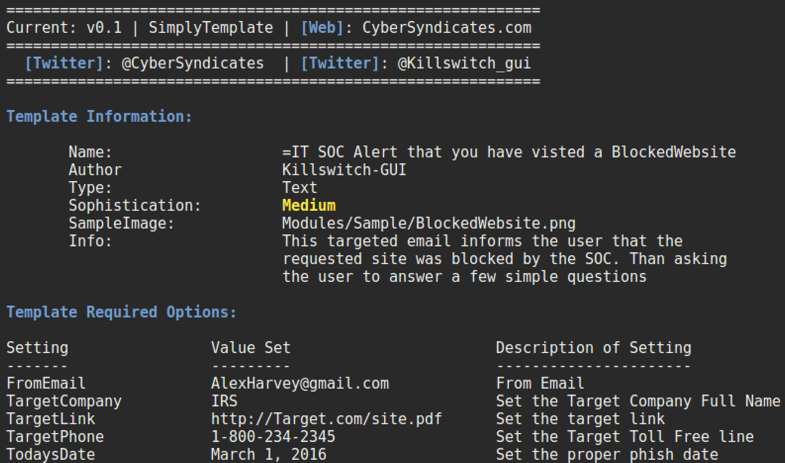 ============================================================
Current: v0.1 | SimplyTemplate | [Web]: CyberSyndicates.com
============================================================
[Twitter]: @CyberSyndicates | [Twitter]: @Killswitch_gui
============================================================
Template Information:
Name: =IT SOC Alert that you have visted a BlockedWebsite
Author Killswitch-GUI
Type: Text
Sophistication: Medium
SampleImage: Modules/Sample/BlockedWebsite.png
Info: This targeted email informs the user that the
requested site was blocked by the SOC. Than asking
the user to answer a few simple questions
Template Required Options:
Setting Value Set Description of Setting
------- --------- ----------------------
FromEmail AlexHarvey@gmail.com From Email
TargetCompany IRS Set the Target Company Full Name
TargetLink http://Target.com/site.pdf Set the target link
TargetPhone 1-800-234-2345 Set the Target Toll Free line
TodaysDate March 1, 2016 Set the proper phish date